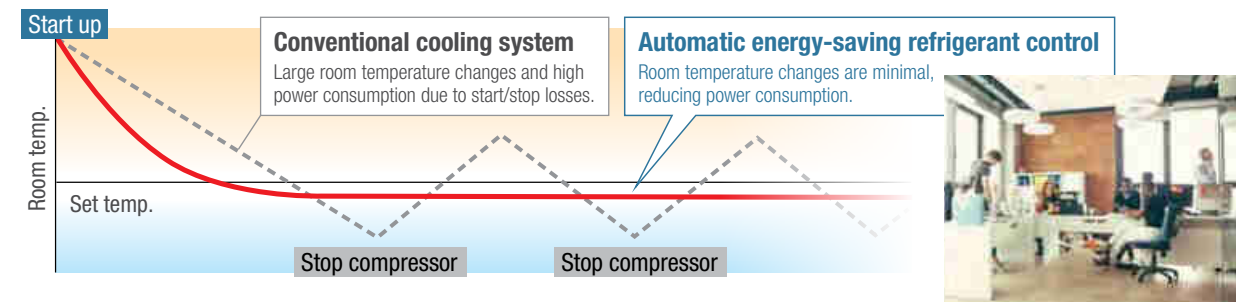 Start up
Conventional cooling system
Large room temperature changes and high
power consumption due to start/stop losses.
Automatic energy-saving refrigerant control
Room temperature changes are minimal,
reducing power consumption.
Room temp.
Set temp.
Stop compressor
Stop compressor